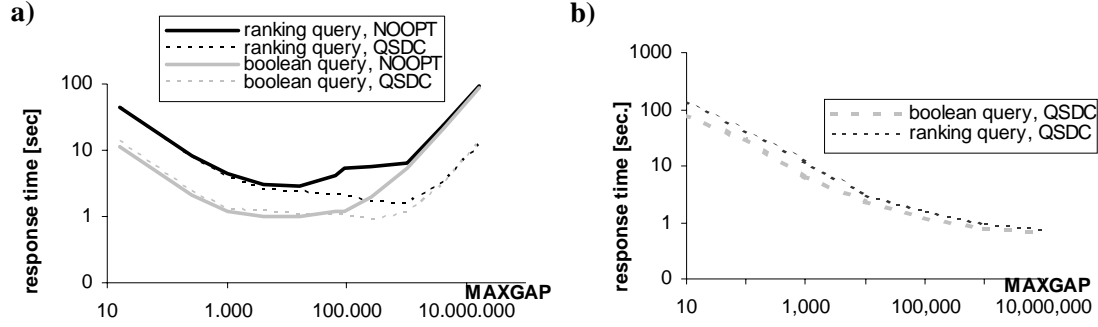 a)
ranking query, NOOPT
ranking query, QSDC
boolean query, NOOPT
boolean query, QSDC
response time [sec]
100
10
1
0
10
1.000
100.000
10.000.000
MAXGAP
b)
response time [sec.]
1000
100
10
1
0
boolean query, QSDC
ranking query, QSDC
10
1,000
100,000
10,000,000
MAXGAP